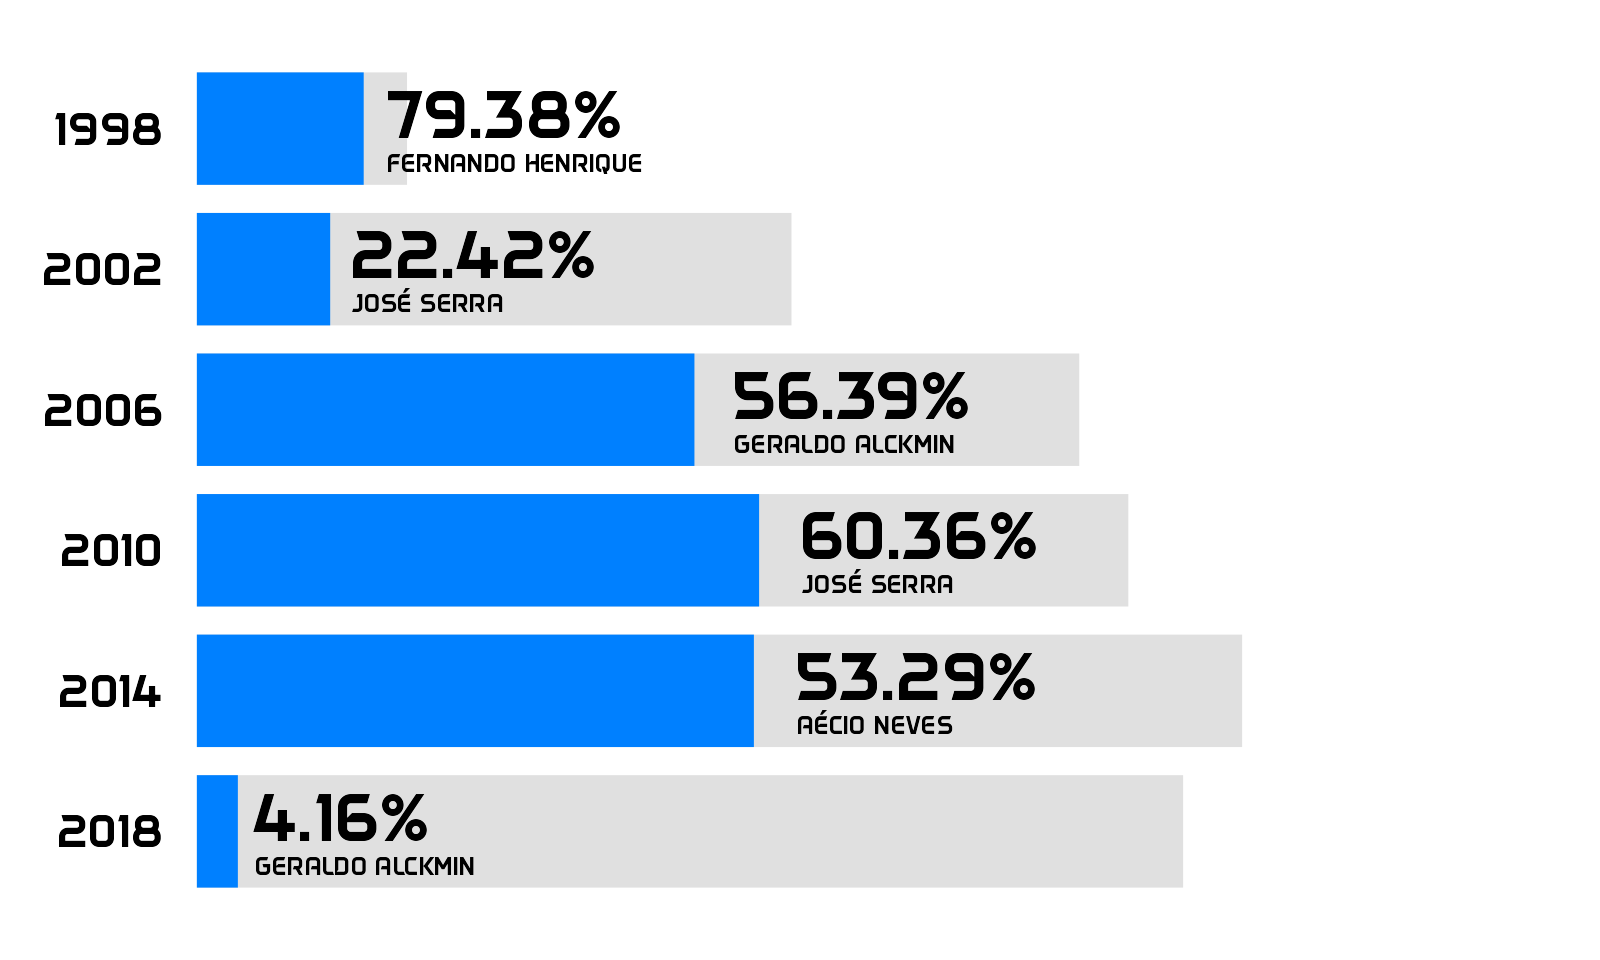 1998
79.38%
FERNANDO HENRIQUE
2002
22.42%
JOSÉ SERRA
2006
56.39%
GERALDO ALCKMIN
2010
60.36%
JOSÉ SERRA
2014
53.29%
AÉCIO NEVES
2018
4.16%
GERALDO ALCKMIN